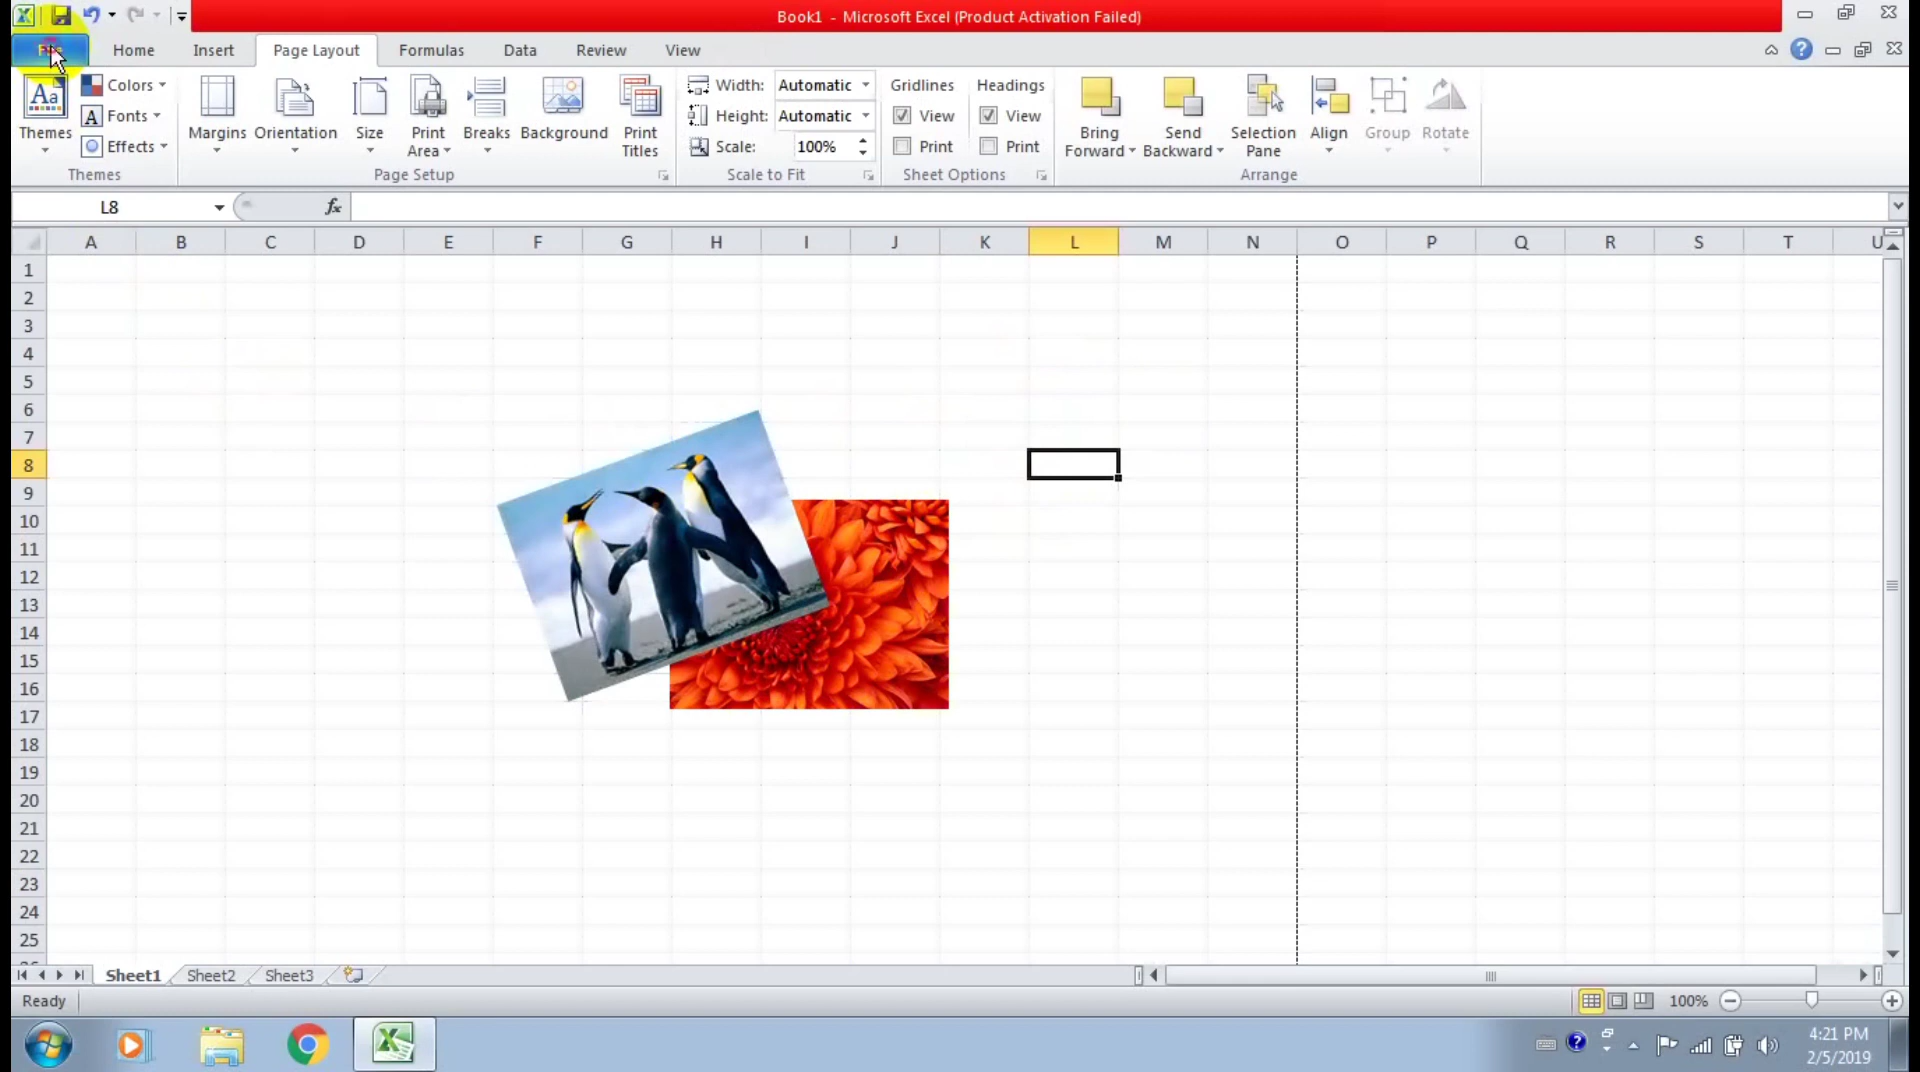 Book1 - Microsoft Excel (Product Activation Failed)
Home Insert Page Layout Formulas Data Review View
Aa Colors Width: Automatic Gridlines Headings
A Fonts Height: Automatic View View
Themes Effects Margins Orientation Size Print Area Breaks Background Print Titles Scale: 100% Print Print Bring Forward Send Backward Selection Pane Align Group Rotate
Themes Page Setup Scale to Fit Sheet Options Arrange
L8 fx
A B C D E F G H I J K L M N O P Q R S T U
1
2
3
4
5
6
7
8
9
10
11
12
13
14
15
16
17
18
19
20
21
22
23
24
25
Sheet1 Sheet2 Sheet3
Ready 100%
4:21 PM
2/5/2019